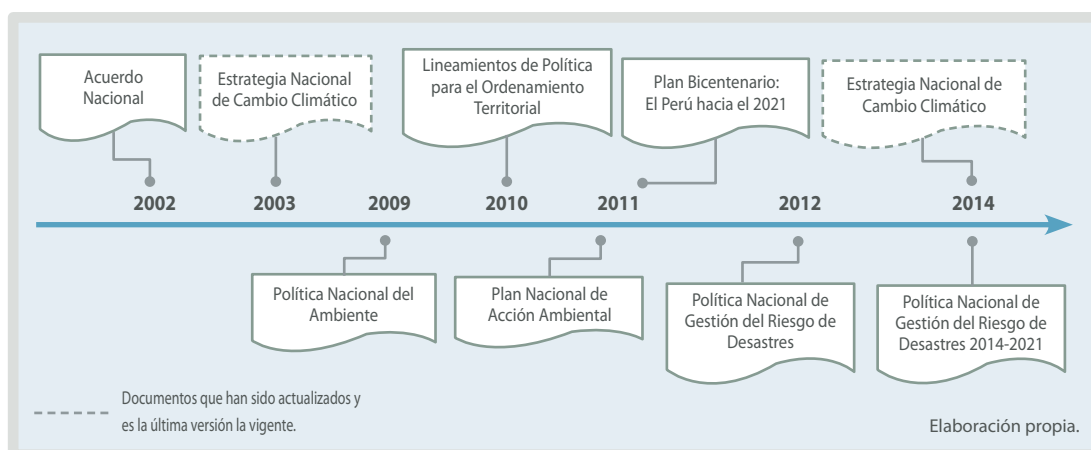 Acuerdo
Nacional
Estrategia Nacional
de Cambio Climático
Lineamientos de Política
para el Ordenamiento
Territorial
Plan Bicentenario:
El Perú hacia el 2021
Estrategia Nacional de
Cambio Climático
2002
2003
2009
2010
2011
2012
2014
Política Nacional del
Ambiente
Plan Nacional de
Acción Ambiental
Política Nacional de
Gestión del Riesgo de
Desastres
Política Nacional de
Gestión del Riesgo de
Desastres 2014-2021
Documentos que han sido actualizados y
es la última versión la vigente.
Elaboración propia.